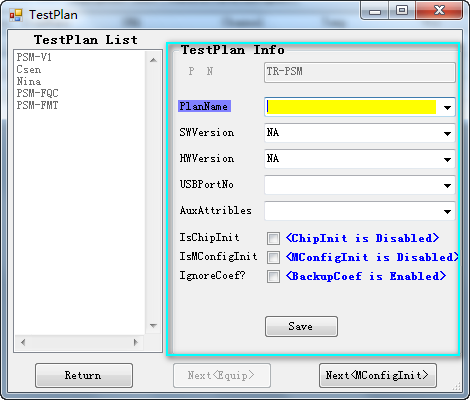 TestPlan
TestPlan List
PSM-V1
Csen
Nina
PSM-FQC
PSM-FMT
TestPlan Info
P N
TR-PSM
PlanName
SWVersion
NA
HWVersion
NA
USBPortNo
AuxAttribles
IsChipInit
<ChipInit is Disabled>
IsMConfigInit
<MConfigInit is Disabled>
IgnoreCoef?
<BackupCoef is Enabled>
Save
Return
Next<Equip>
Next<MConfigInit>